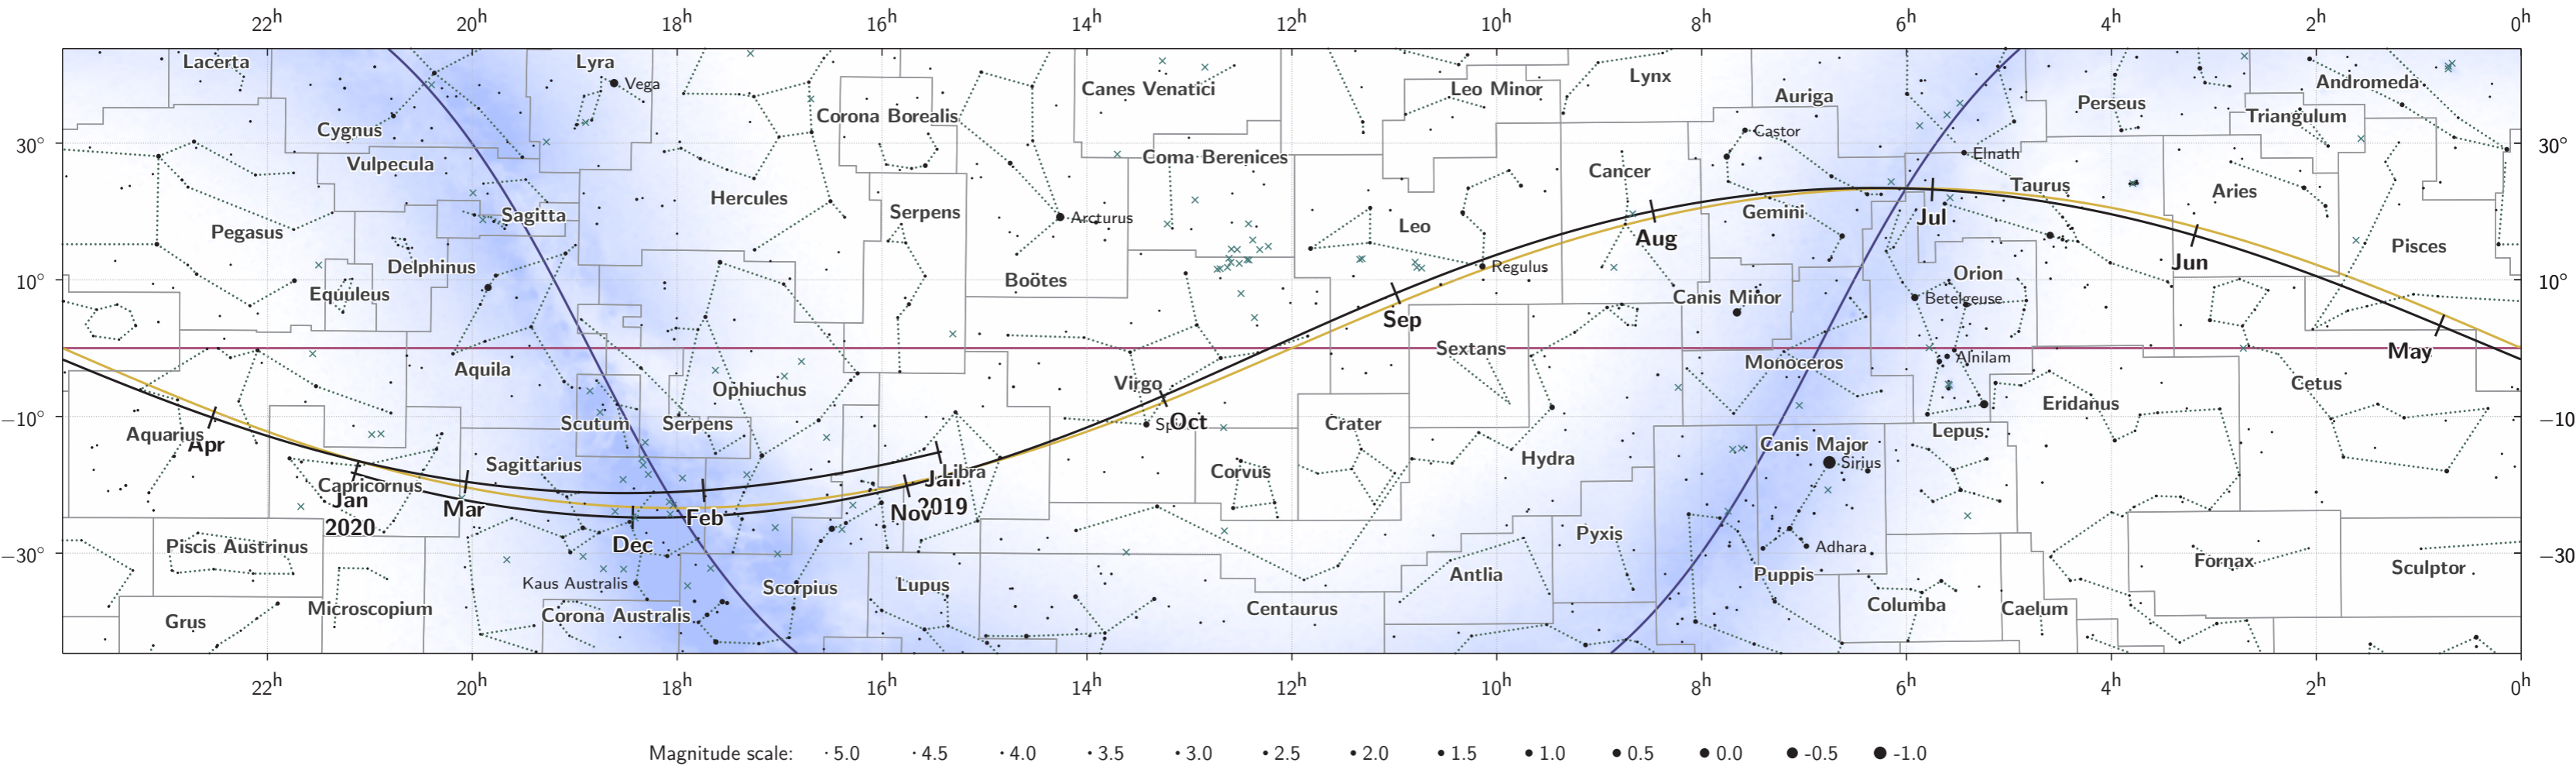 22h 20h 18h 16h 14h 12h 10h 8h 6h 4h 2h 0h
Lacerta Lyra Andromeda
Vega Canes Venatici Leo Minor Lynx Auriga Perseus
Cygnus Corona Borealis Castor Triangulum
30° 30°
Vulpecula Coma Berenices Elnath
Hercules Cancer Taurus Aries
Sagitta Serpens Arcturus Leo Gemini Jul
Pegasus Aug Pisces
Delphinus Regulus Jun
10° Boötes Orion 10°
Equuleus Canis Minor Betelgeuse
Sep
Sextans Alnilam May
Aquila Monoceros
Ophiuchus Virgo Cetus
Eridanus
−10° Scutum Serpens Oct Crater −10
Aquarius Apr Lepus
Canis Major
Sagittarius Libra Corvus Hydra Sirius
Capricornus
Jan
2020
Mar Feb Nov Jan
2019
Dec Pyxis
Piscis Austrinus Adhara
−30° −30
Kaus Australis Scorpius Lupus Antlia Puppis Fornax Sculptor
Grus Microscopium Corona Australis Centaurus Columba Caelum
22h 20h 18h 16h 14h 12h 10h 8h 6h 4h 2h 0h
Magnitude scale: 5.0 4.5 4.0 3.5 3.0 2.5 2.0 1.5 1.0 0.5 0.0 -0.5 -1.0